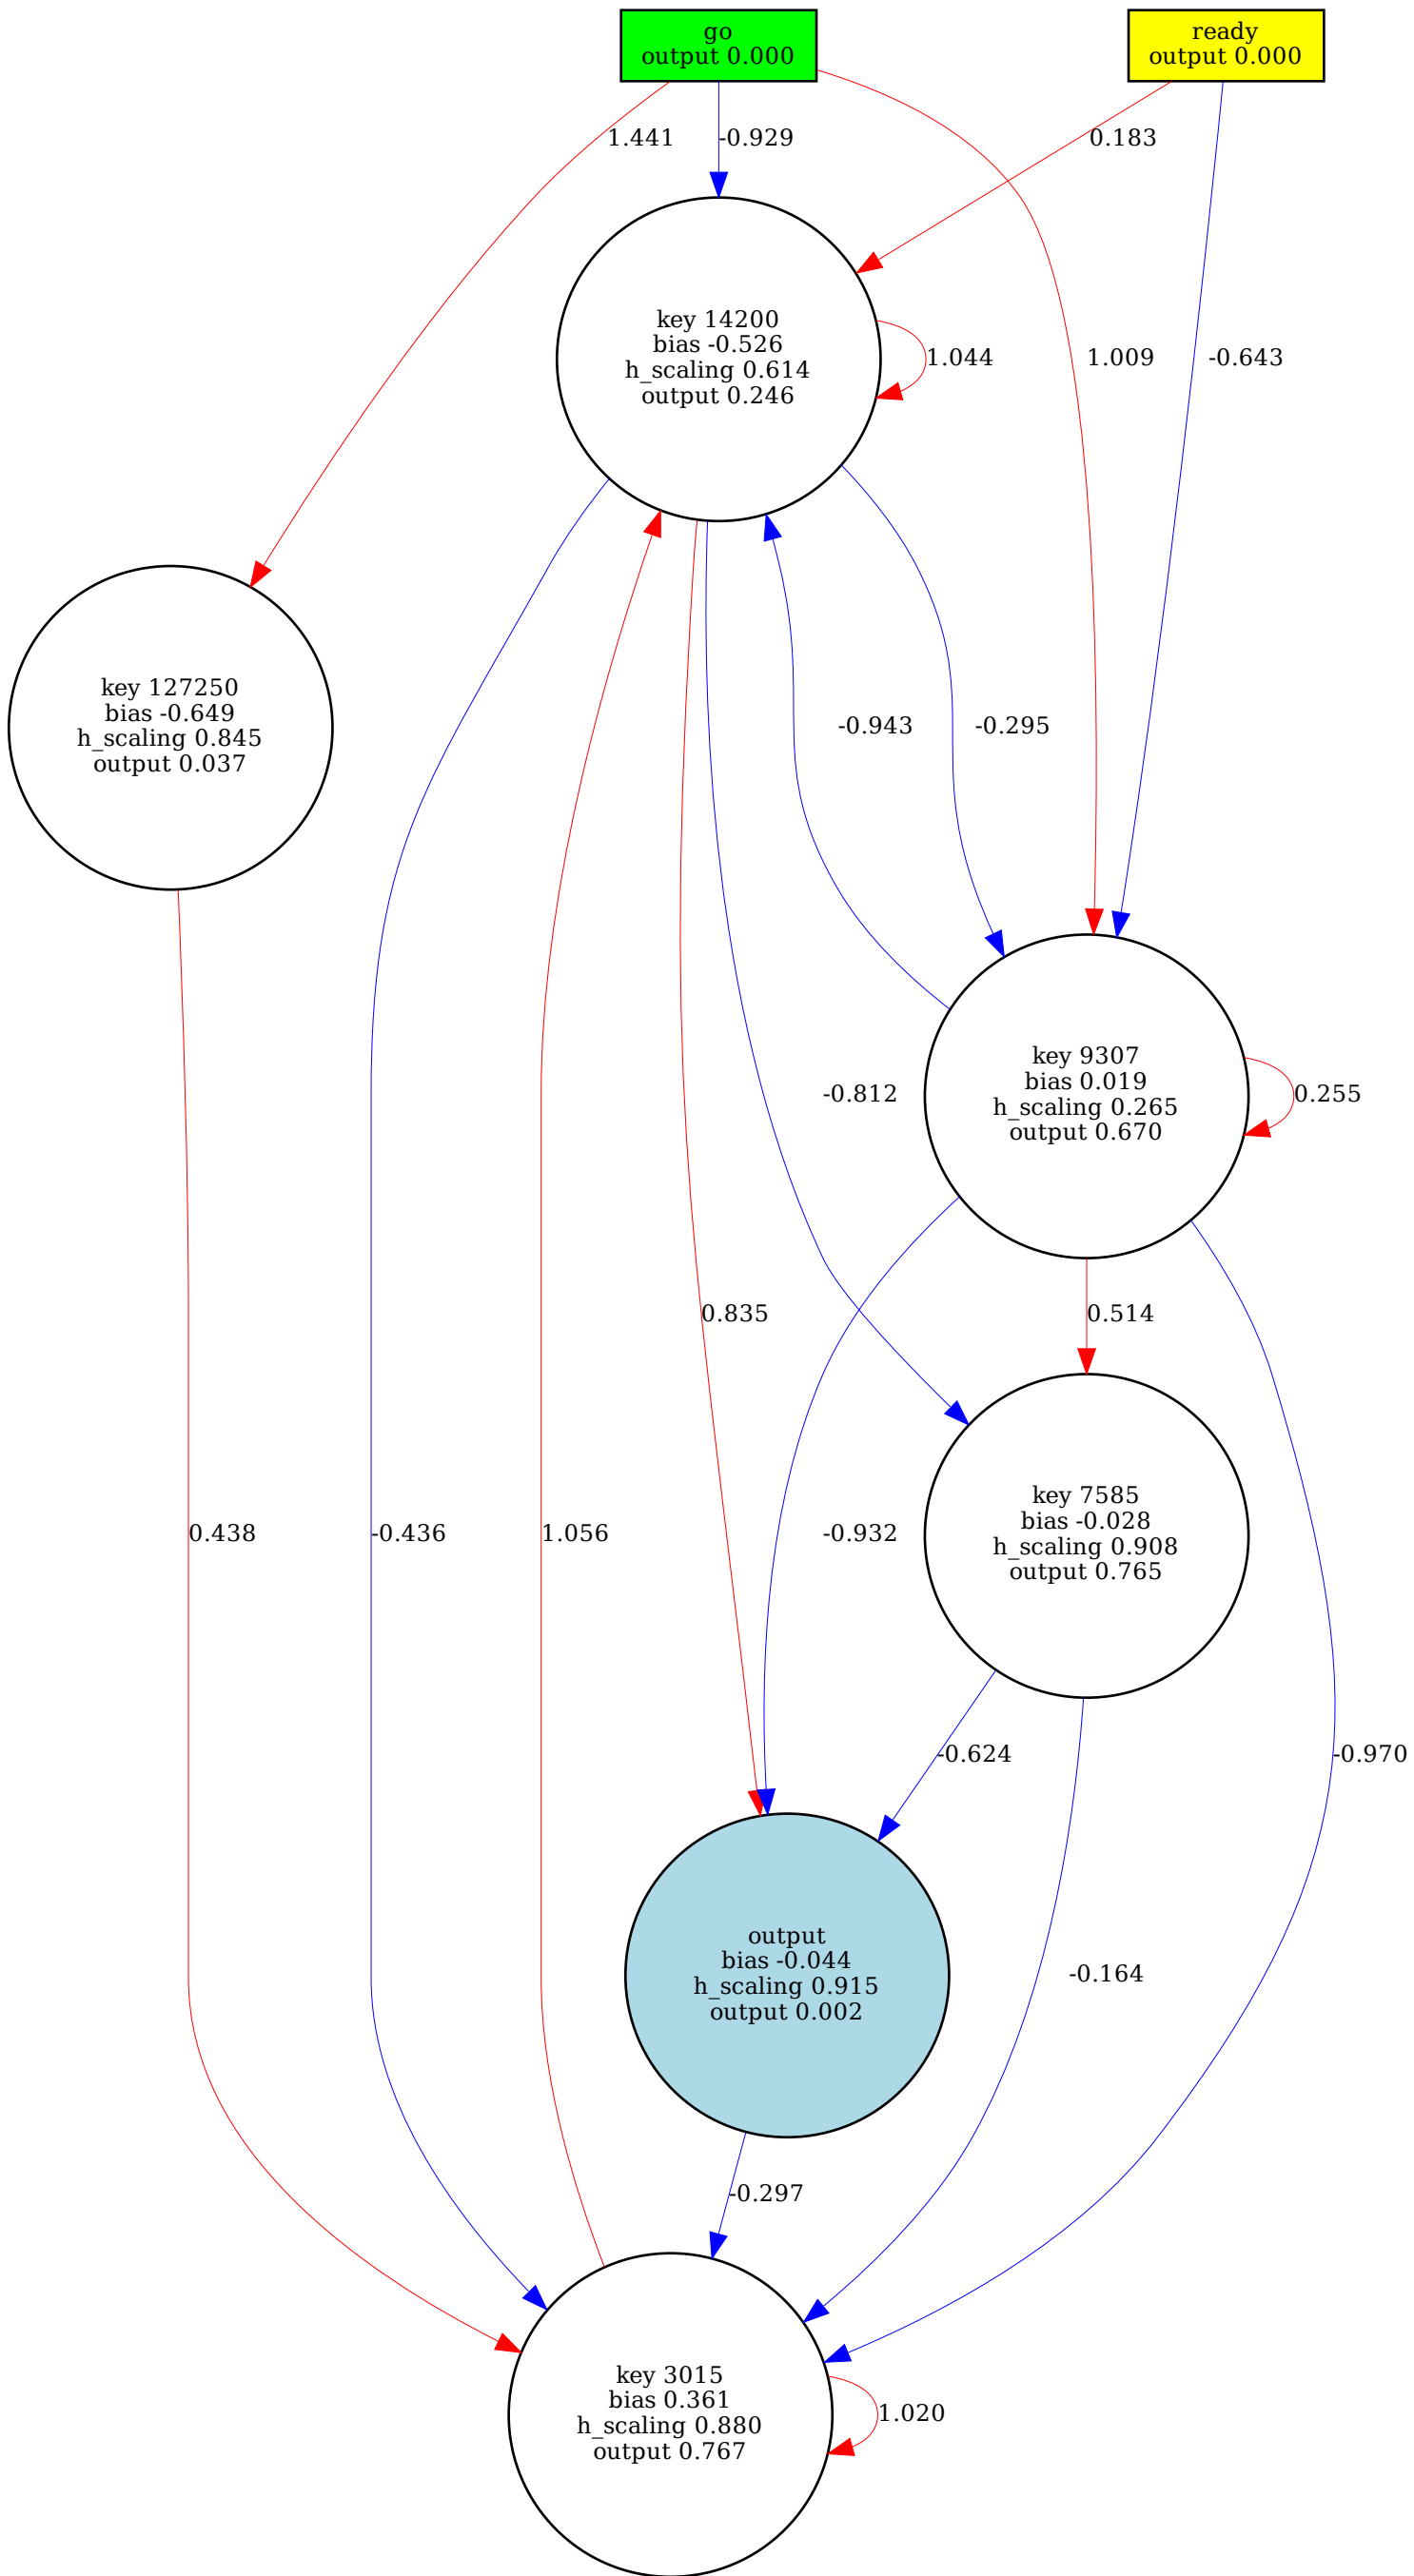 go
output 0.000
ready
output 0.000
1.441
-0.929
0.183
key 14200
bias -0.526
h_scaling 0.614
output 0.246
1.044
1.009
-0.643
key 127250
bias -0.649
h_scaling 0.845
output 0.037
-0.943
-0.295
key 9307
bias 0.019
h_scaling 0.265
output 0.670
-0.812
0.255
0.835
0.514
key 7585
bias -0.028
h_scaling 0.908
output 0.765
0.438
-0.436
1.056
-0.932
-0.624
-0.970
output
bias -0.044
h_scaling 0.915
output 0.002
-0.164
-0.297
key 3015
bias 0.361
h_scaling 0.880
output 0.767
1.020